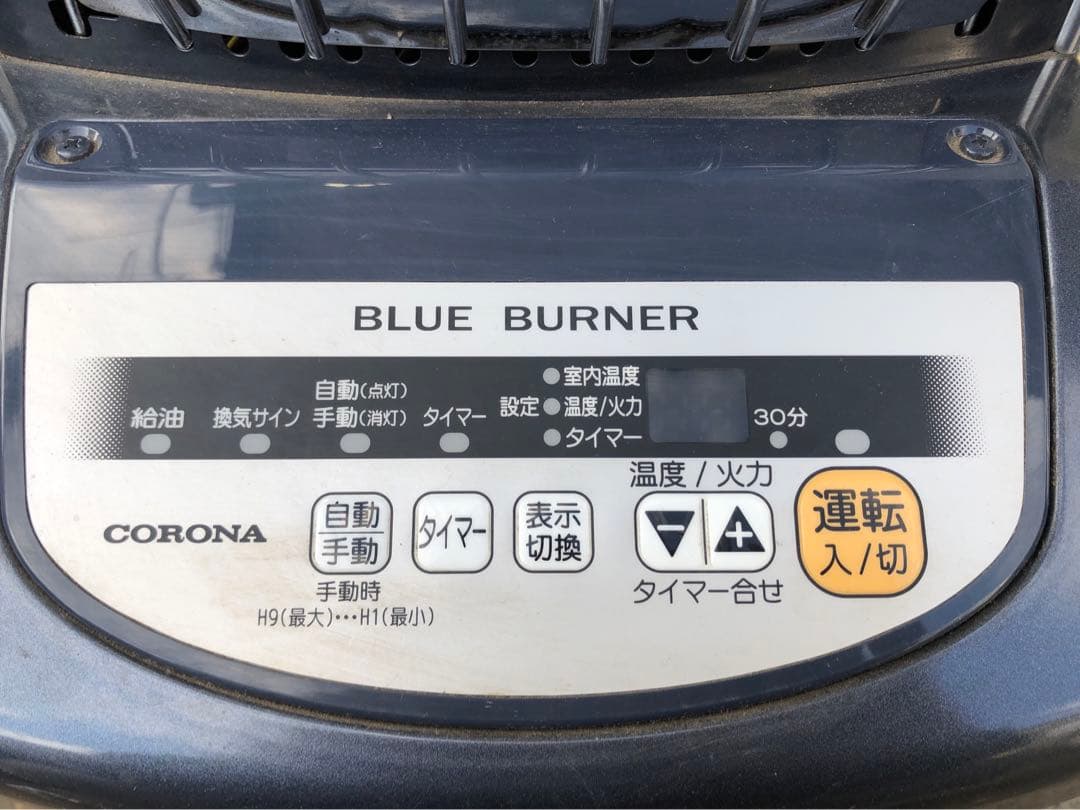 BLUE BURNER
給油
換気サイン
自動(点灯)
手動(消灯)
タイマー
設定
室内温度
温度/火力
タイマー
30分
CORONA
自動
手動
手動時
H9(最大)…H1(最小)
タイマー
表示
切換
温度/火力
▼- +▲
タイマー合せ
運転
入/切